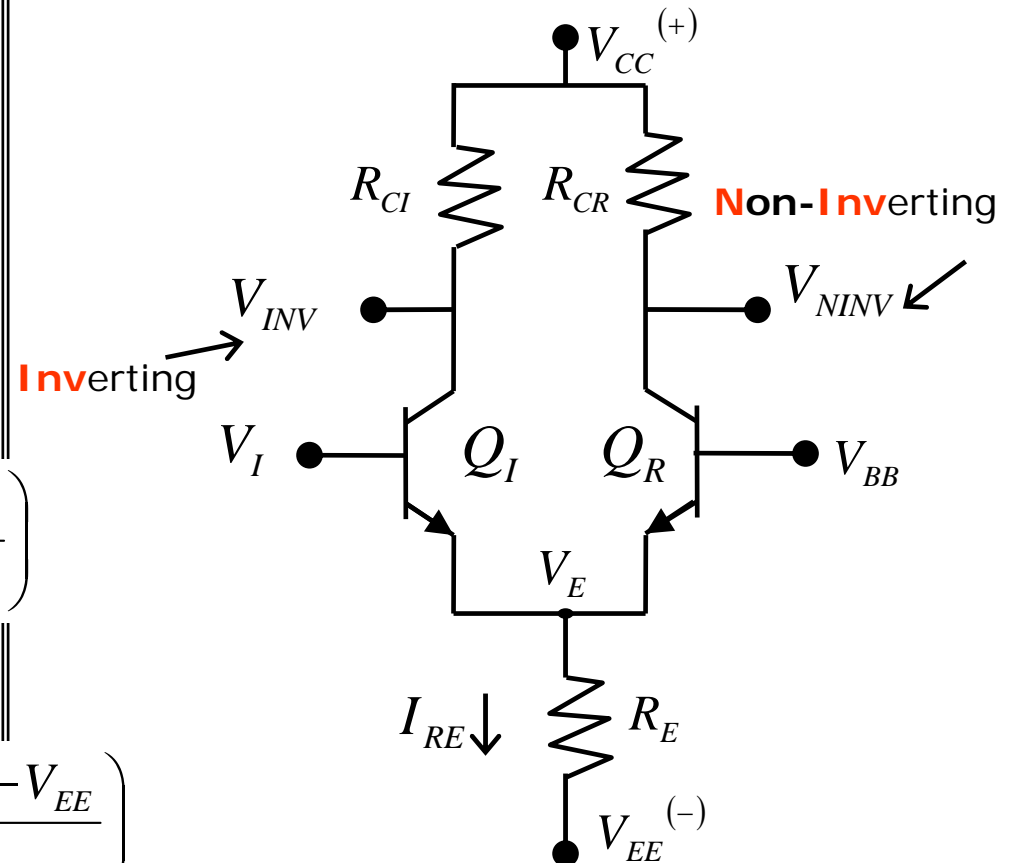 V_CC^(+)
R_CI R_CR
Non-Inverting
V_INV V_NINV
Inverting
V_I Q_I Q_R V_BB
V_E
I_RE R_E
-V_EE
V_EE^(-)